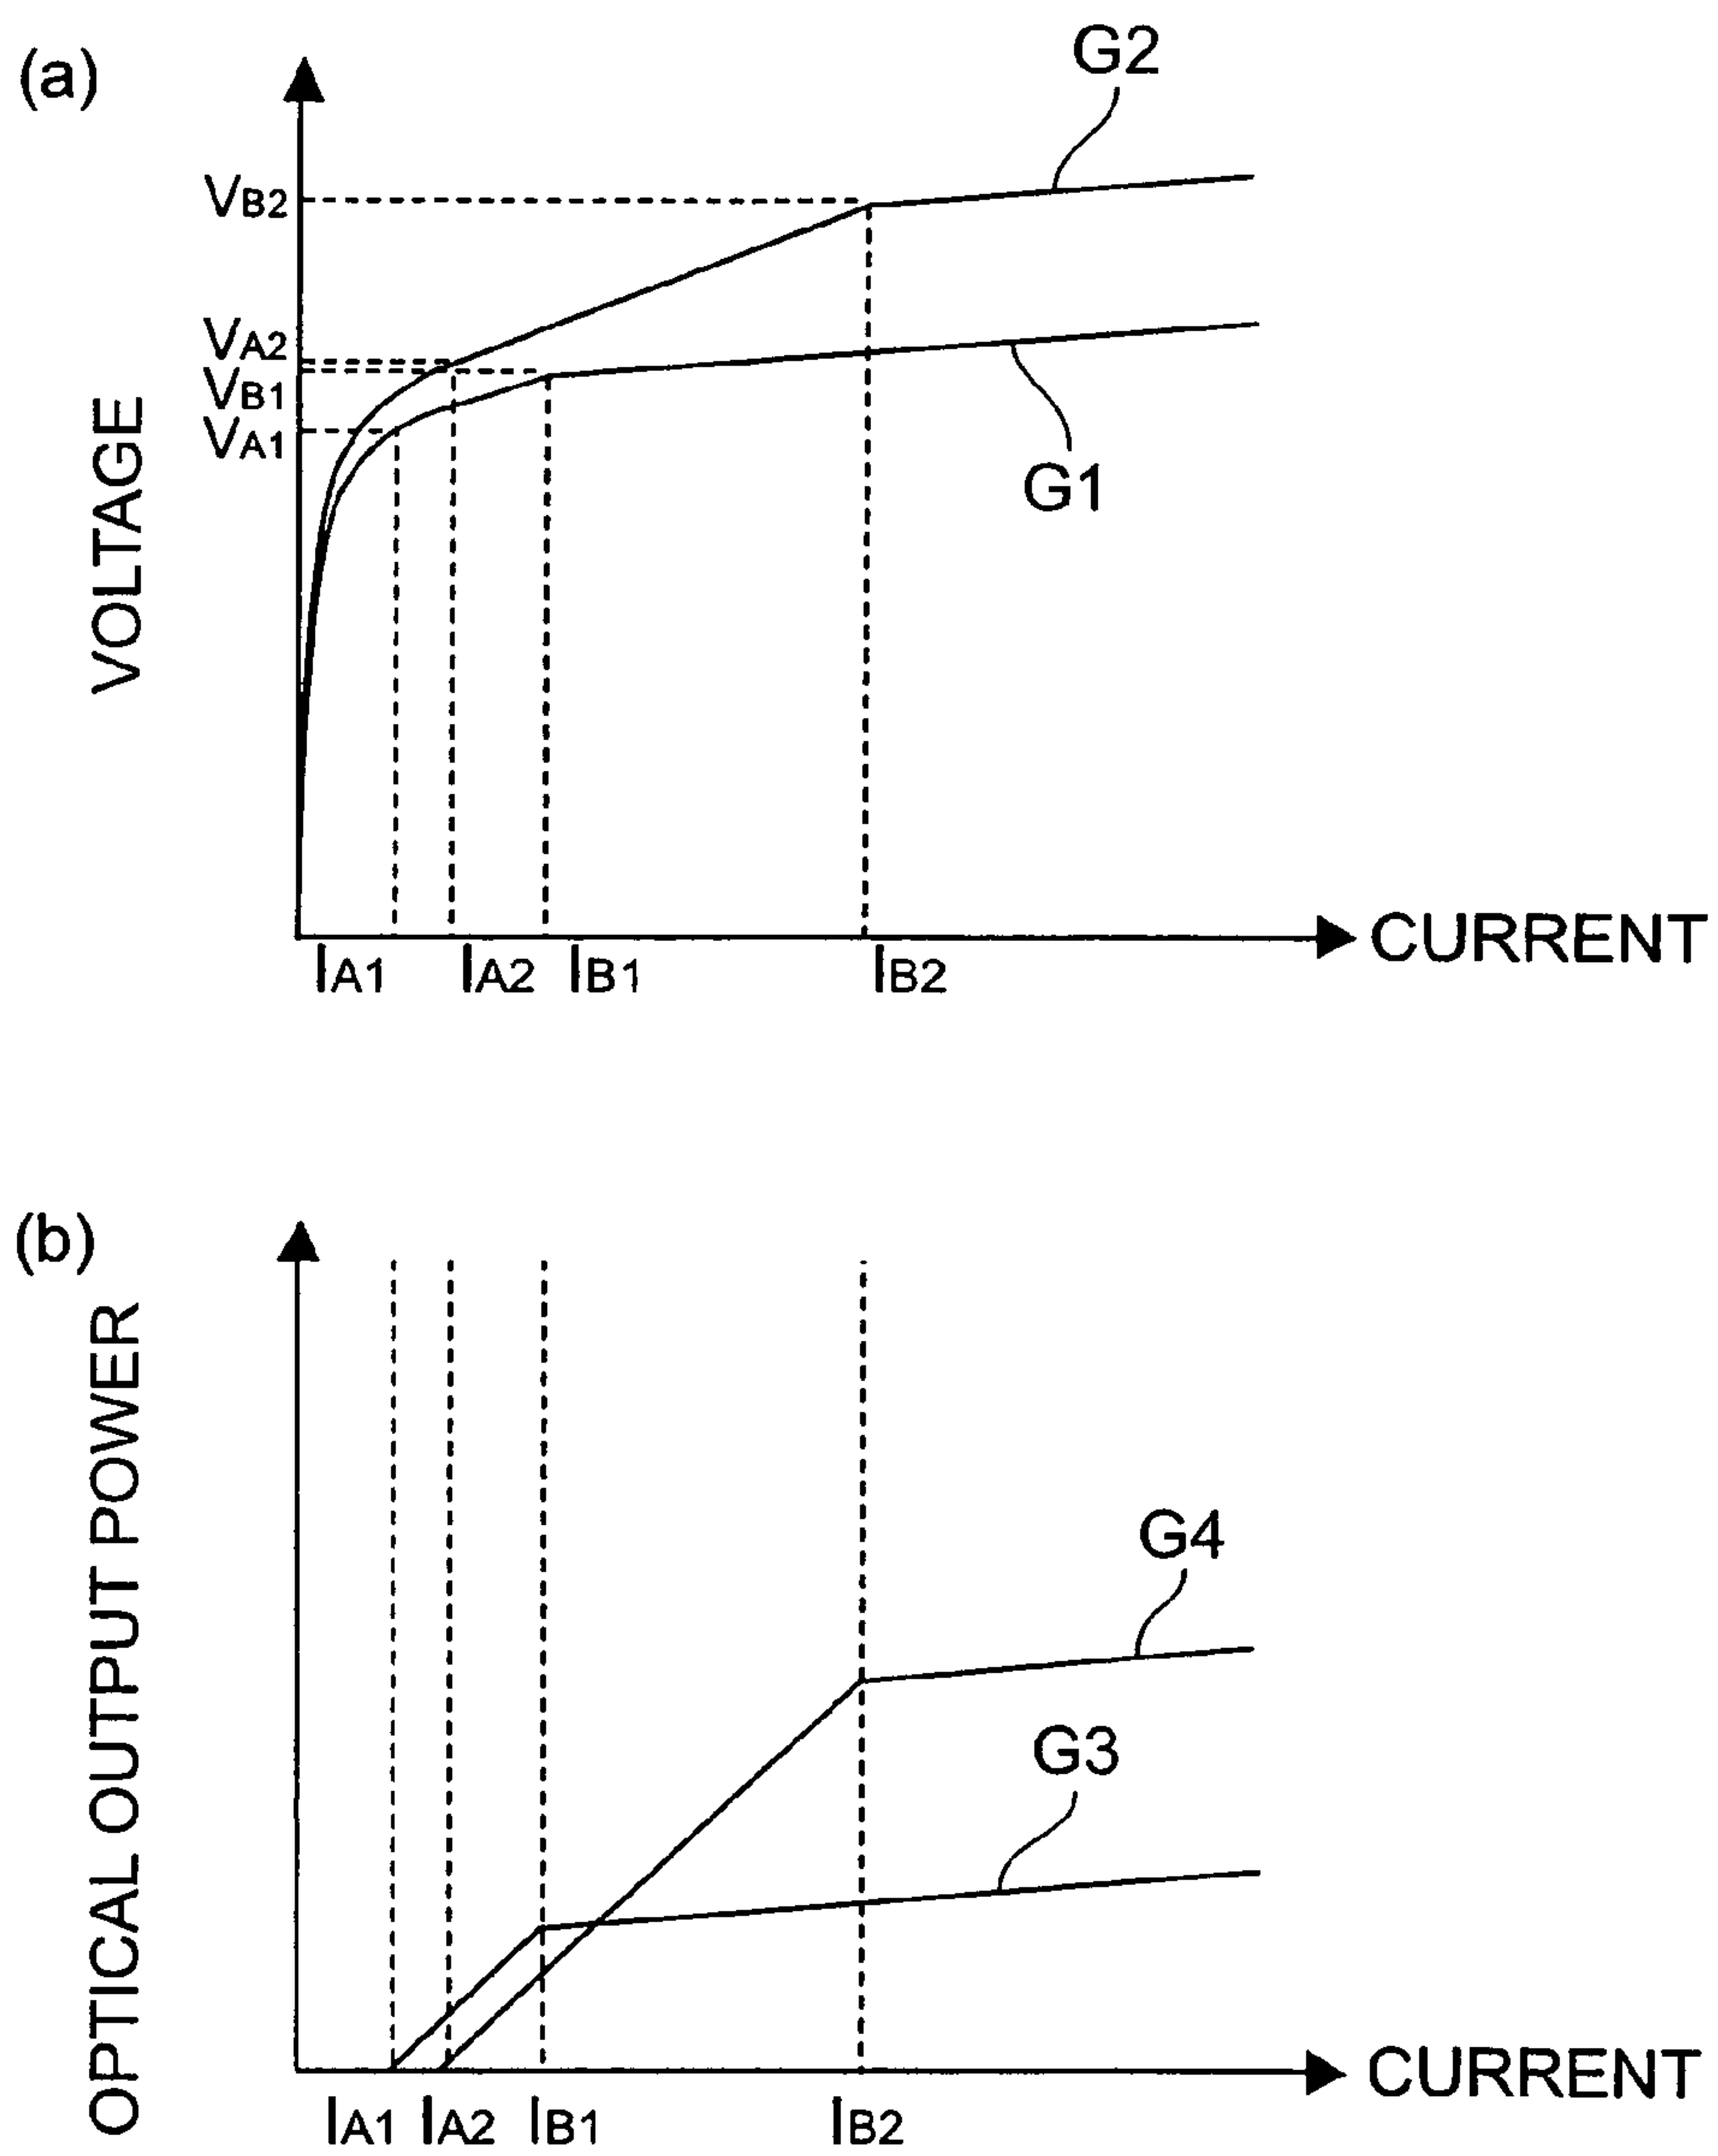 (a)
G2
VB2
VA2
VB1
VA1
G1
VOLTAGE
CURRENT
IA1 IA2 IB1 IB2
(b)
G4
G3
OPTICAL OUTPUT POWER
CURRENT
IA1 IA2 IB1 IB2